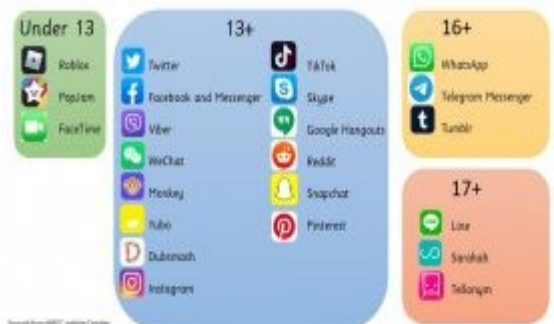 Under 13
Roblox
PopJam
FaceTime
13+
Twitter
Facebook and Messenger
Viber
WeChat
Monkey
Yubo
Dubsmash
Instagram
TikTok
Skype
Google Hangouts
Reddit
Snapchat
Pinterest
16+
WhatsApp
Telegram Messenger
Tumblr
17+
Line
Sarahah
Tellonym